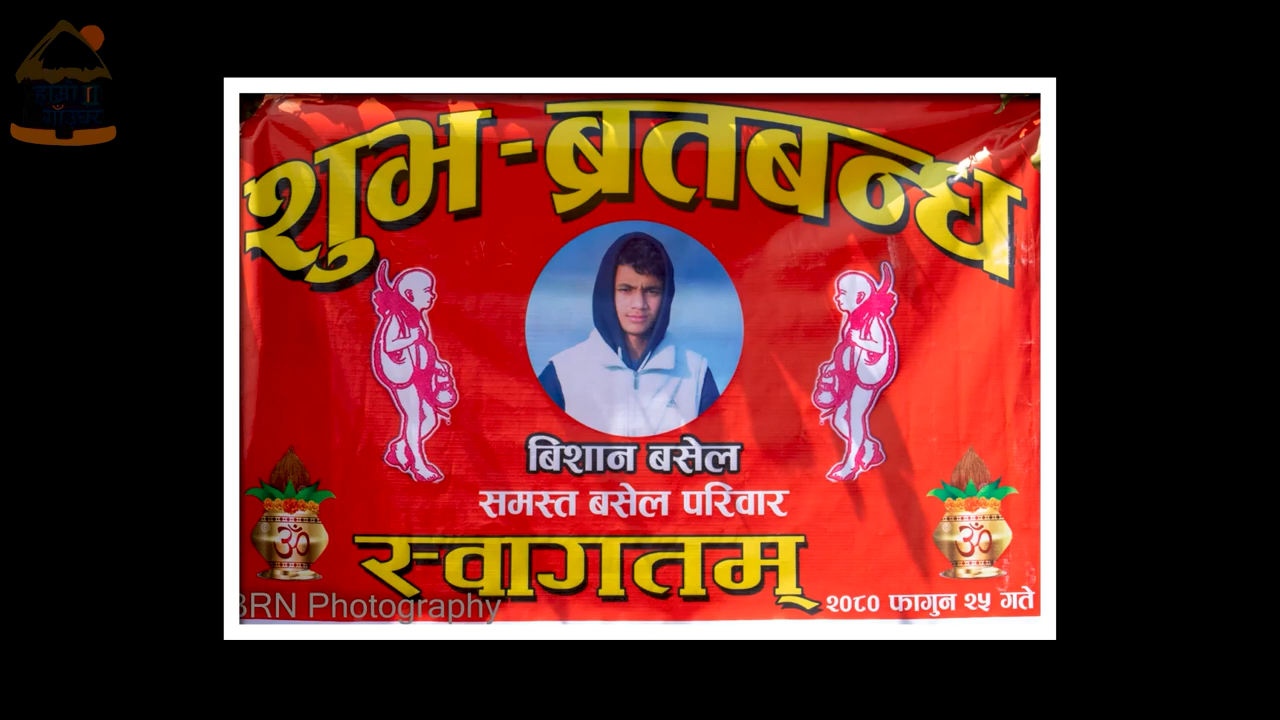 शुभ-ब्रतबन्ध
बिशान बसेल
समस्त बसेल परिवार
स्वागतम्
२०८० फागुन २५ गते
BRN Photography
ॐ
ॐ